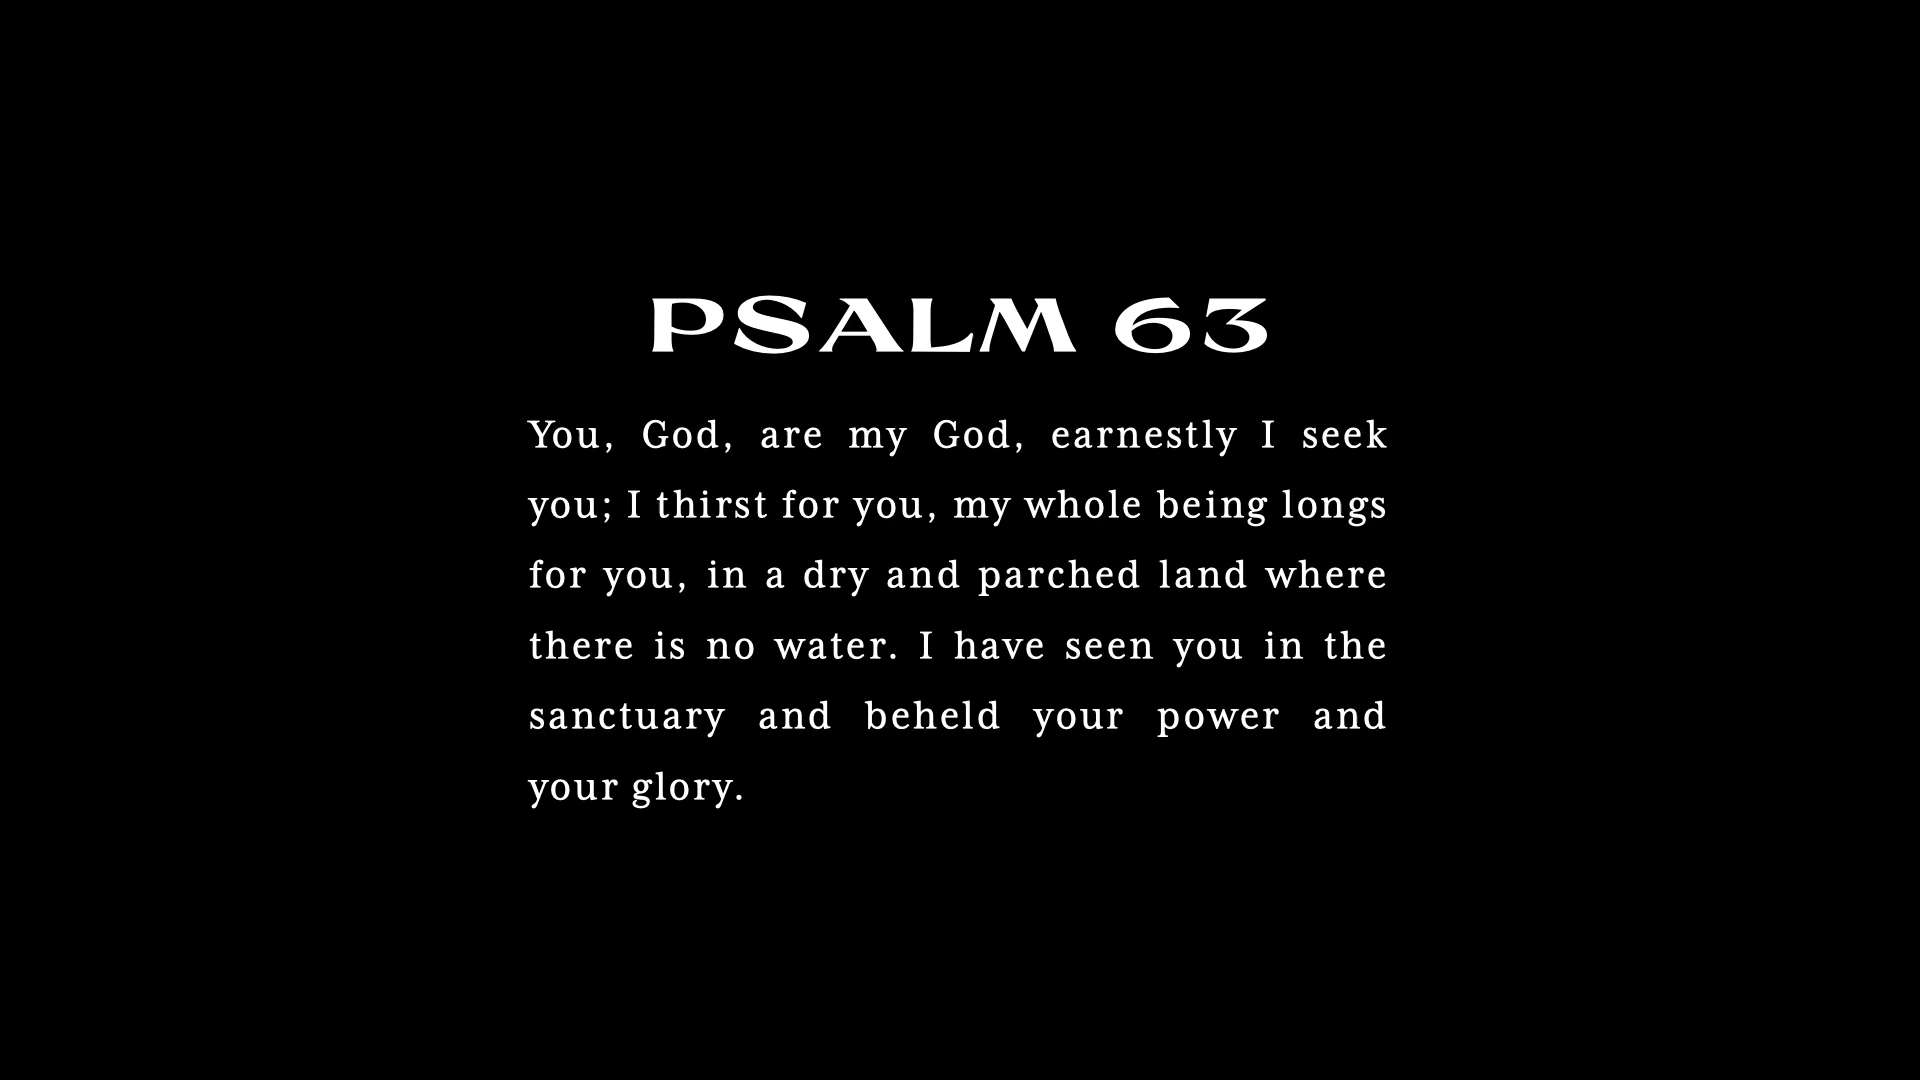 PSALM 63
You, God, are my God, earnestly I seek
you; I thirst for you, my whole being longs
for you, in a dry and parched land where
there is no water. I have seen you in the
sanctuary and beheld your power and
your glory.